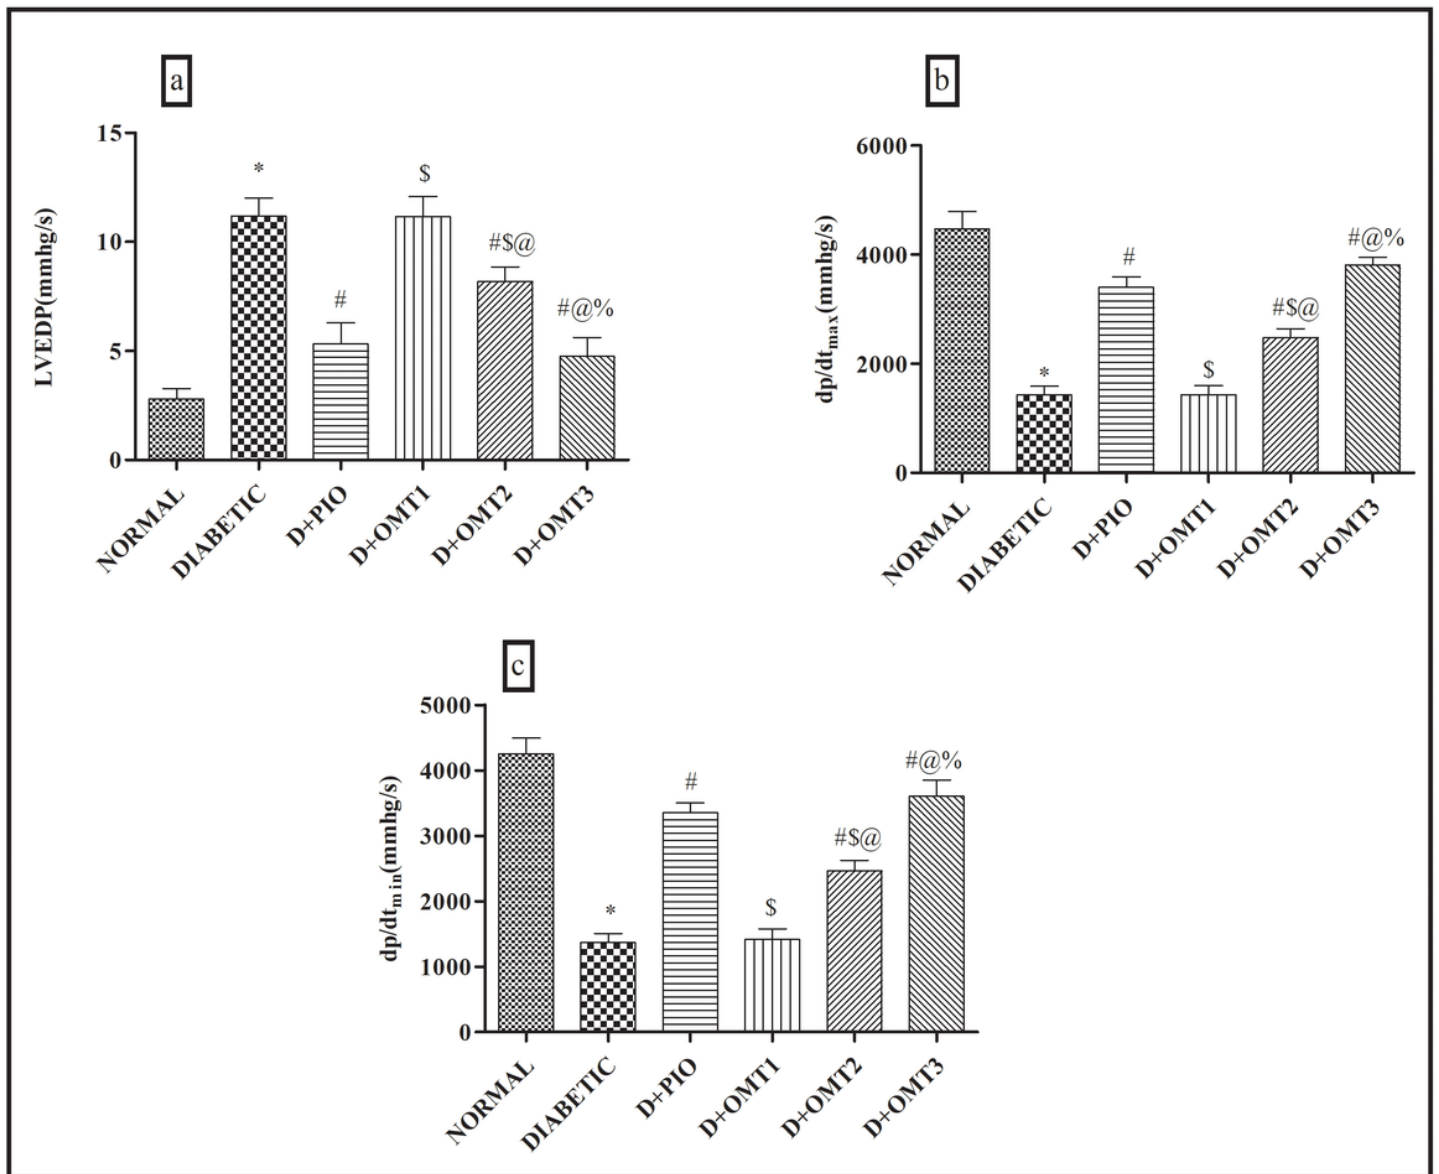 a
LVEDP(mmhg/s)
15
10
5
0
*
#
$
#$@
#@%
NORMAL
DIABETIC
D+PIO
D+OMT1
D+OMT2
D+OMT3
b
dp/dtmax(mmhg/s)
6000
4000
2000
0
*
#
$
#$@
#@%
NORMAL
DIABETIC
D+PIO
D+OMT1
D+OMT2
D+OMT3
c
dp/dtmin(mmhg/s)
5000
4000
3000
2000
1000
0
*
#
$
#$@
#@%
NORMAL
DIABETIC
D+PIO
D+OMT1
D+OMT2
D+OMT3